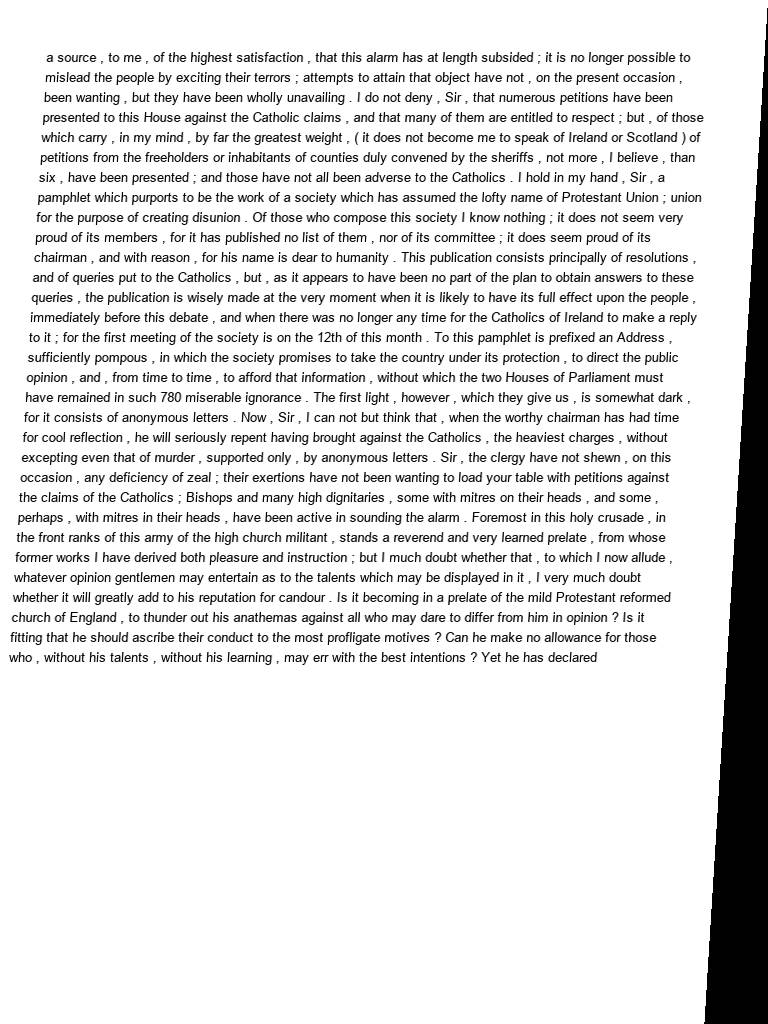 a source , to me , of the highest satisfaction , that this alarm has at length subsided ; it is no longer possible to
mislead the people by exciting their terrors ; attempts to attain that object have not , on the present occasion ,
been wanting , but they have been wholly unavailing . I do not deny , Sir , that numerous petitions have been
presented to this House against the Catholic claims , and that many of them are entitled to respect ; but , of those
which carry , in my mind , by far the greatest weight , ( it does not become me to speak of Ireland or Scotland ) of
petitions from the freeholders or inhabitants of counties duly convened by the sheriffs , not more , I believe , than
six , have been presented ; and those have not all been adverse to the Catholics . I hold in my hand , Sir , a
pamphlet which purports to be the work of a society which has assumed the lofty name of Protestant Union ; union
for the purpose of creating disunion . Of those who compose this society I know nothing ; it does not seem very
proud of its members , for it has published no list of them , nor of its committee ; it does seem proud of its
chairman , and with reason , for his name is dear to humanity . This publication consists principally of resolutions ,
and of queries put to the Catholics , but , as it appears to have been no part of the plan to obtain answers to these
queries , the publication is wisely made at the very moment when it is likely to have its full effect upon the people ,
immediately before this debate , and when there was no longer any time for the Catholics of Ireland to make a reply
to it ; for the first meeting of the society is on the 12th of this month . To this pamphlet is prefixed an Address ,
sufficiently pompous , in which the society promises to take the country under its protection , to direct the public
opinion , and , from time to time , to afford that information , without which the two Houses of Parliament must
have remained in such 780 miserable ignorance . The first light , however , which they give us , is somewhat dark ,
for it consists of anonymous letters . Now , Sir , I can not but think that , when the worthy chairman has had time
for cool reflection , he will seriously repent having brought against the Catholics , the heaviest charges , without
excepting even that of murder , supported only , by anonymous letters . Sir , the clergy have not shewn , on this
occasion , any deficiency of zeal ; their exertions have not been wanting to load your table with petitions against
the claims of the Catholics ; Bishops and many high dignitaries , some with mitres on their heads , and some ,
perhaps , with mitres in their heads , have been active in sounding the alarm . Foremost in this holy crusade , in
the front ranks of this army of the high church militant , stands a reverend and very learned prelate , from whose
former works I have derived both pleasure and instruction ; but I much doubt whether that , to which I now allude ,
whatever opinion gentlemen may entertain as to the talents which may be displayed in it , I very much doubt
whether it will greatly add to his reputation for candour . Is it becoming in a prelate of the mild Protestant reformed
church of England , to thunder out his anathemas against all who may dare to differ from him in opinion ? Is it
fitting that he should ascribe their conduct to the most profligate motives ? Can he make no allowance for those
who , without his talents , without his learning , may err with the best intentions ? Yet he has declared